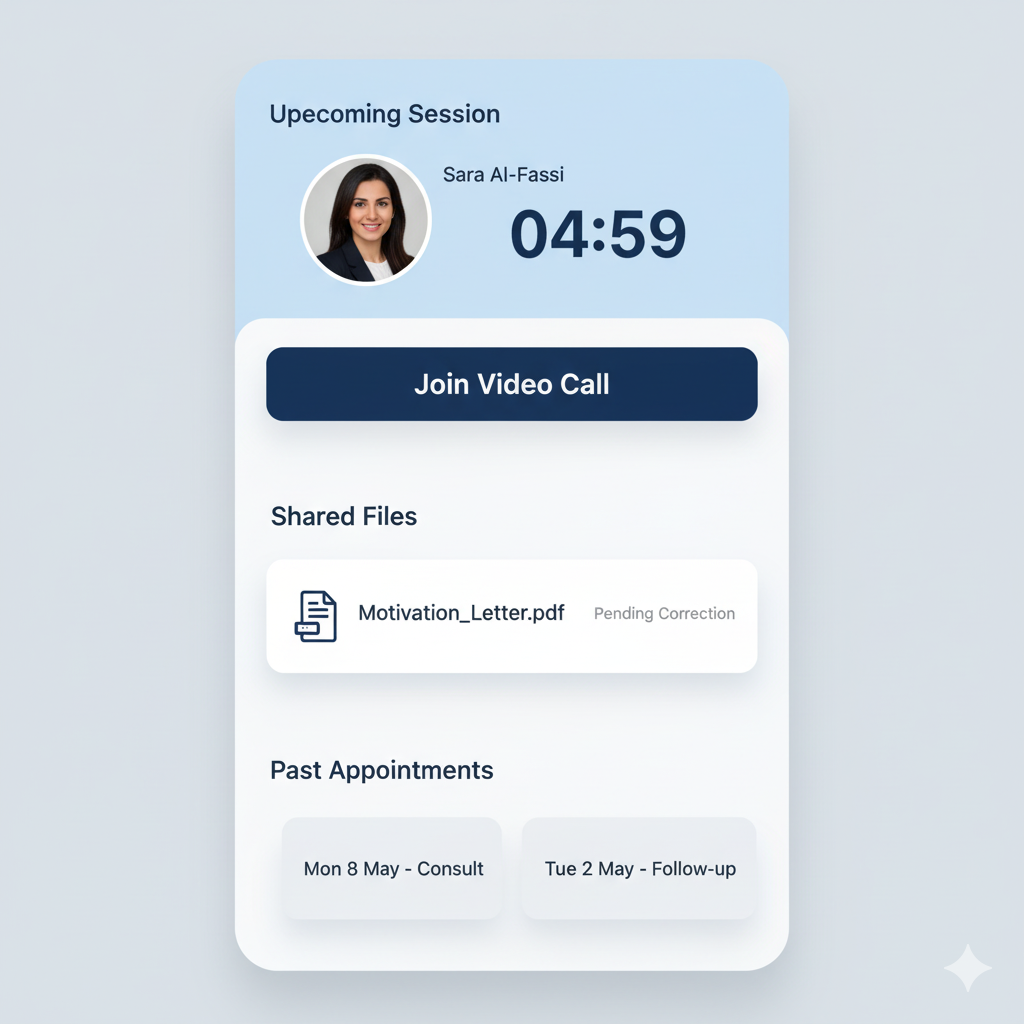 Upecoming Session
Sara Al-Fassi
04:59
Join Video Call
Shared Files
Motivation_Letter.pdf Pending Correction
Past Appointments
Mon 8 May - Consult Tue 2 May - Follow-up